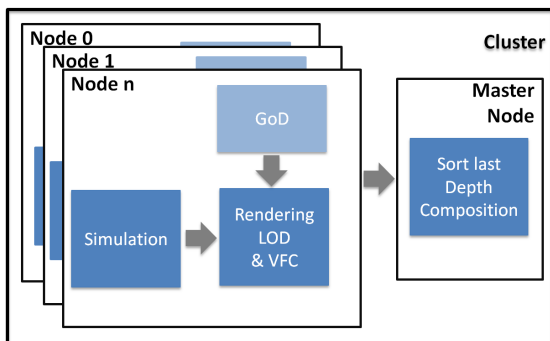 Node 0
Cluster
Node 1
Node n
Master
Node
GoD
Sort last
Depth
Composition
Simulation
Rendering
LOD
& VFC